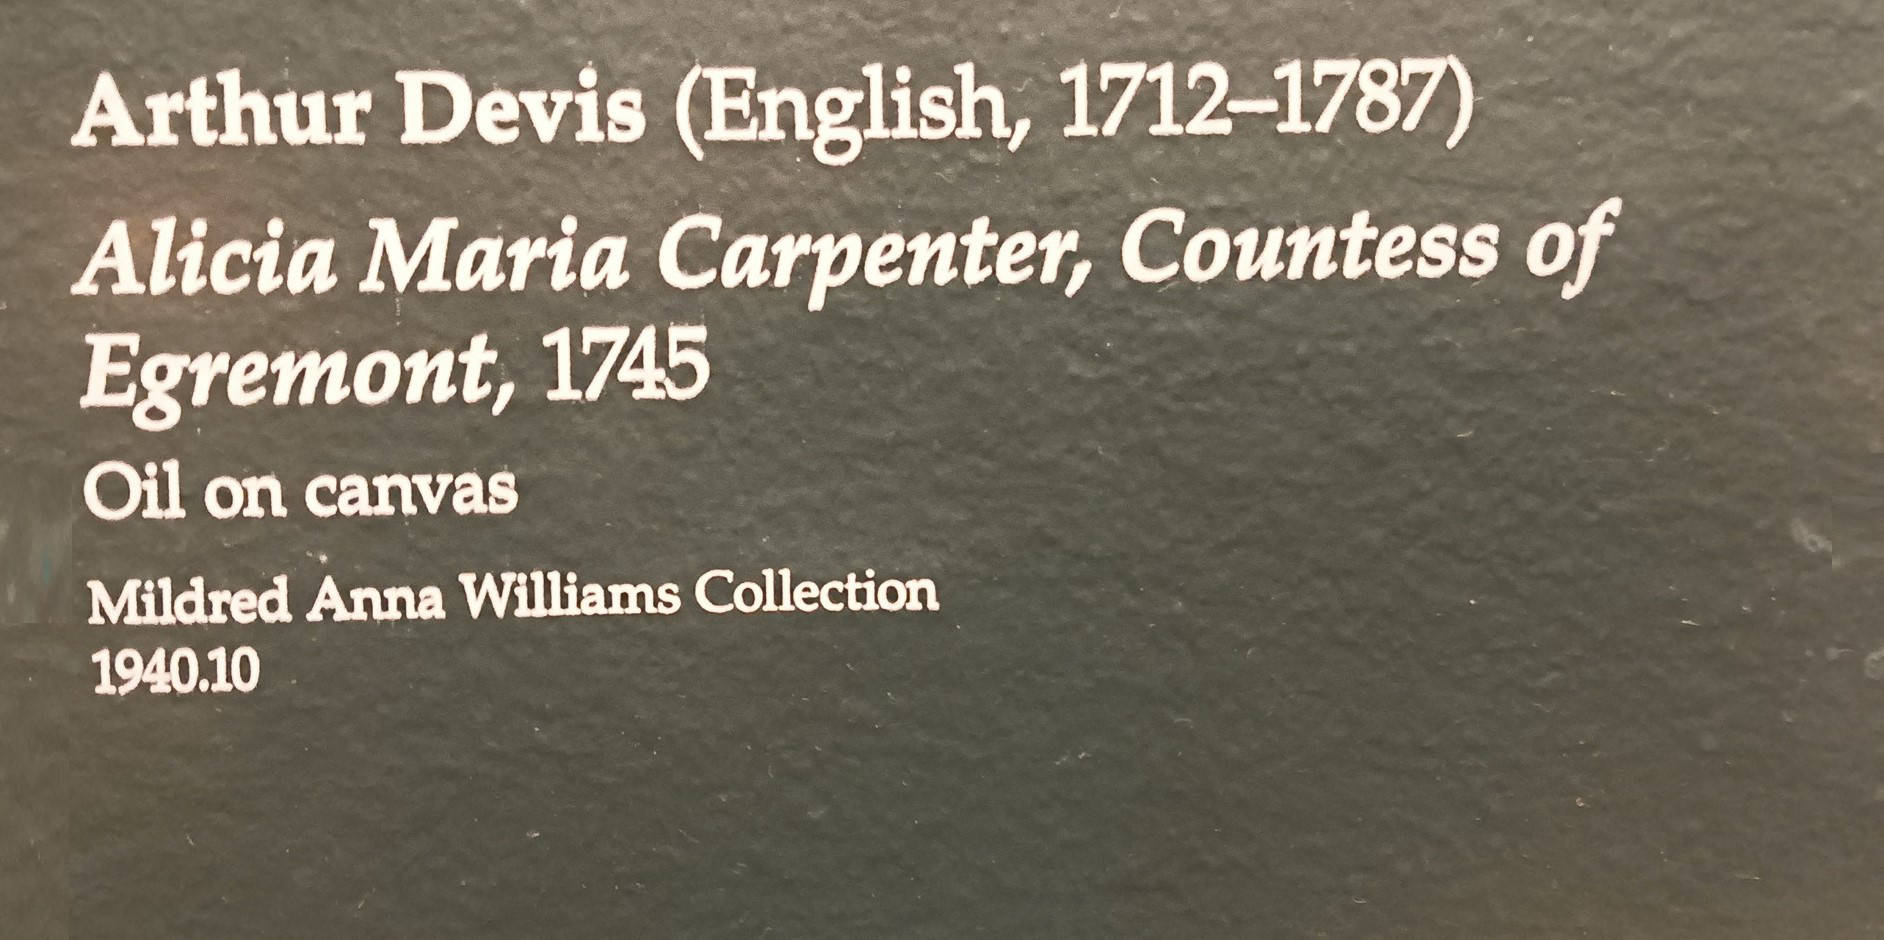 Arthur Devis (English, 1712–1787)
Alicia Maria Carpenter, Countess of
Egremont, 1745
Oil on canvas
Mildred Anna Williams Collection
1940.10